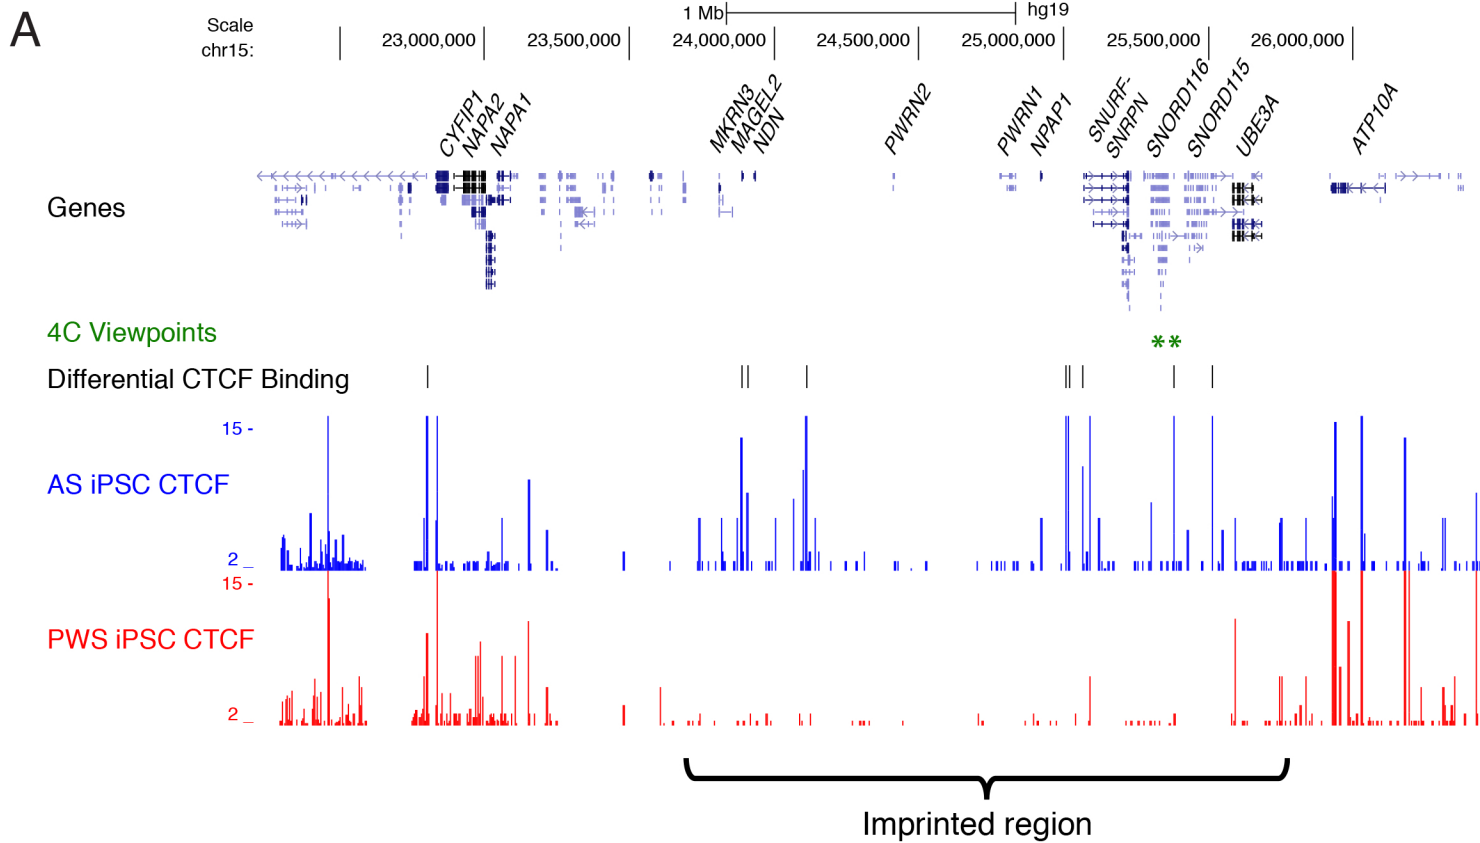 A
1 Mb hg19
Scale
chr15: 23,000,000 23,500,000 24,000,000 24,500,000 25,000,000 25,500,000 26,000,000
CYFIP1 NAPA2 NAPA1 MKRN3 MAGEL2 NDN PWRN2 PWRN1 NPAP1 SNURF-SNRPN SNORD116 SNORD115 UBE3A ATP10A
Genes
4C Viewpoints
**
Differential CTCF Binding
15 -
AS iPSC CTCF
2 _
15 -
PWS iPSC CTCF
2 _
Imprinted region